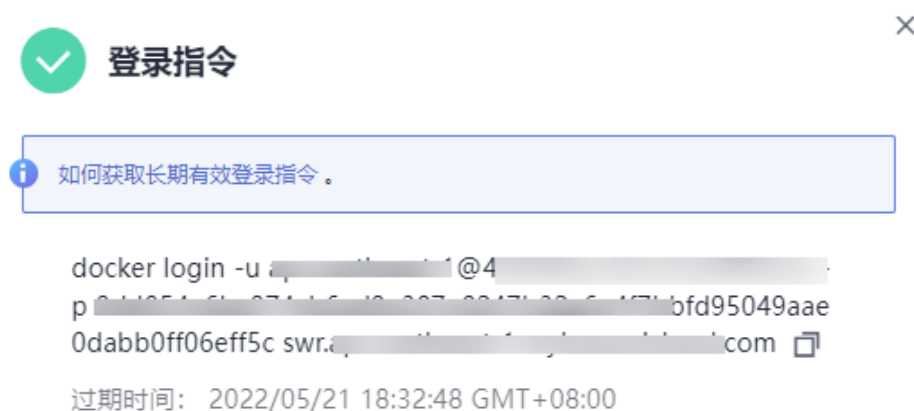 登录指令
如何获取长期有效登录指令 。
docker login -u @4 -
p bfd95049aae
0dabb0ff06eff5c swr. com
过期时间： 2022/05/21 18:32:48 GMT+08:00